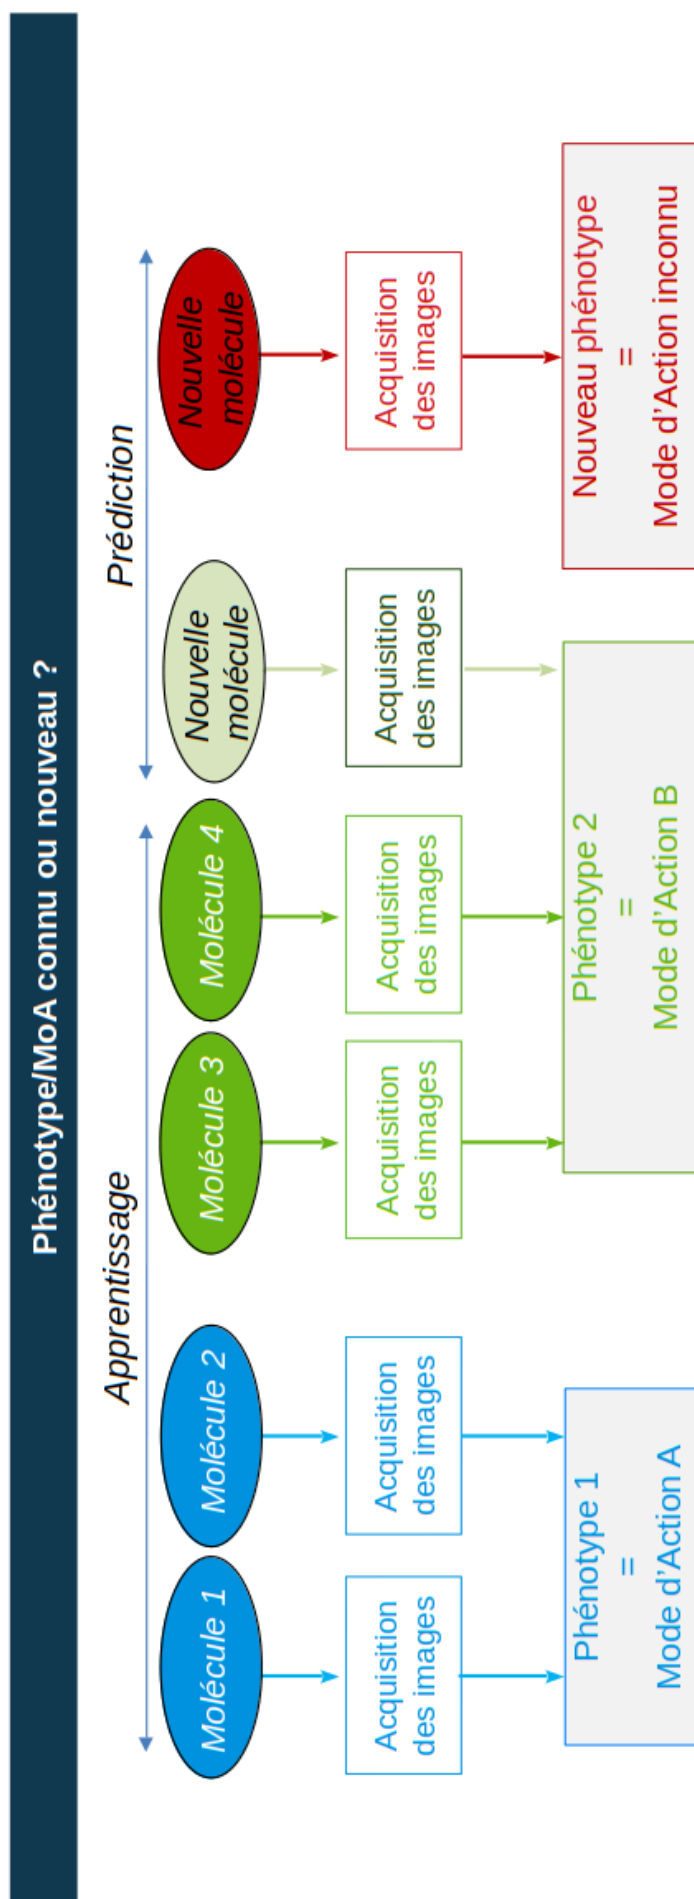 Phénotype/MoA connu ou nouveau ?
Apprentissage
Prédiction
Molécule 1
Molécule 2
Molécule 3
Molécule 4
Nouvelle
molécule
Nouvelle
molécule
Acquisition
des images
Acquisition
des images
Acquisition
des images
Acquisition
des images
Acquisition
des images
Acquisition
des images
Phénotype 1
=
Mode d'Action A
Phénotype 2
=
Mode d'Action B
Nouveau phénotype
=
Mode d'Action inconnu